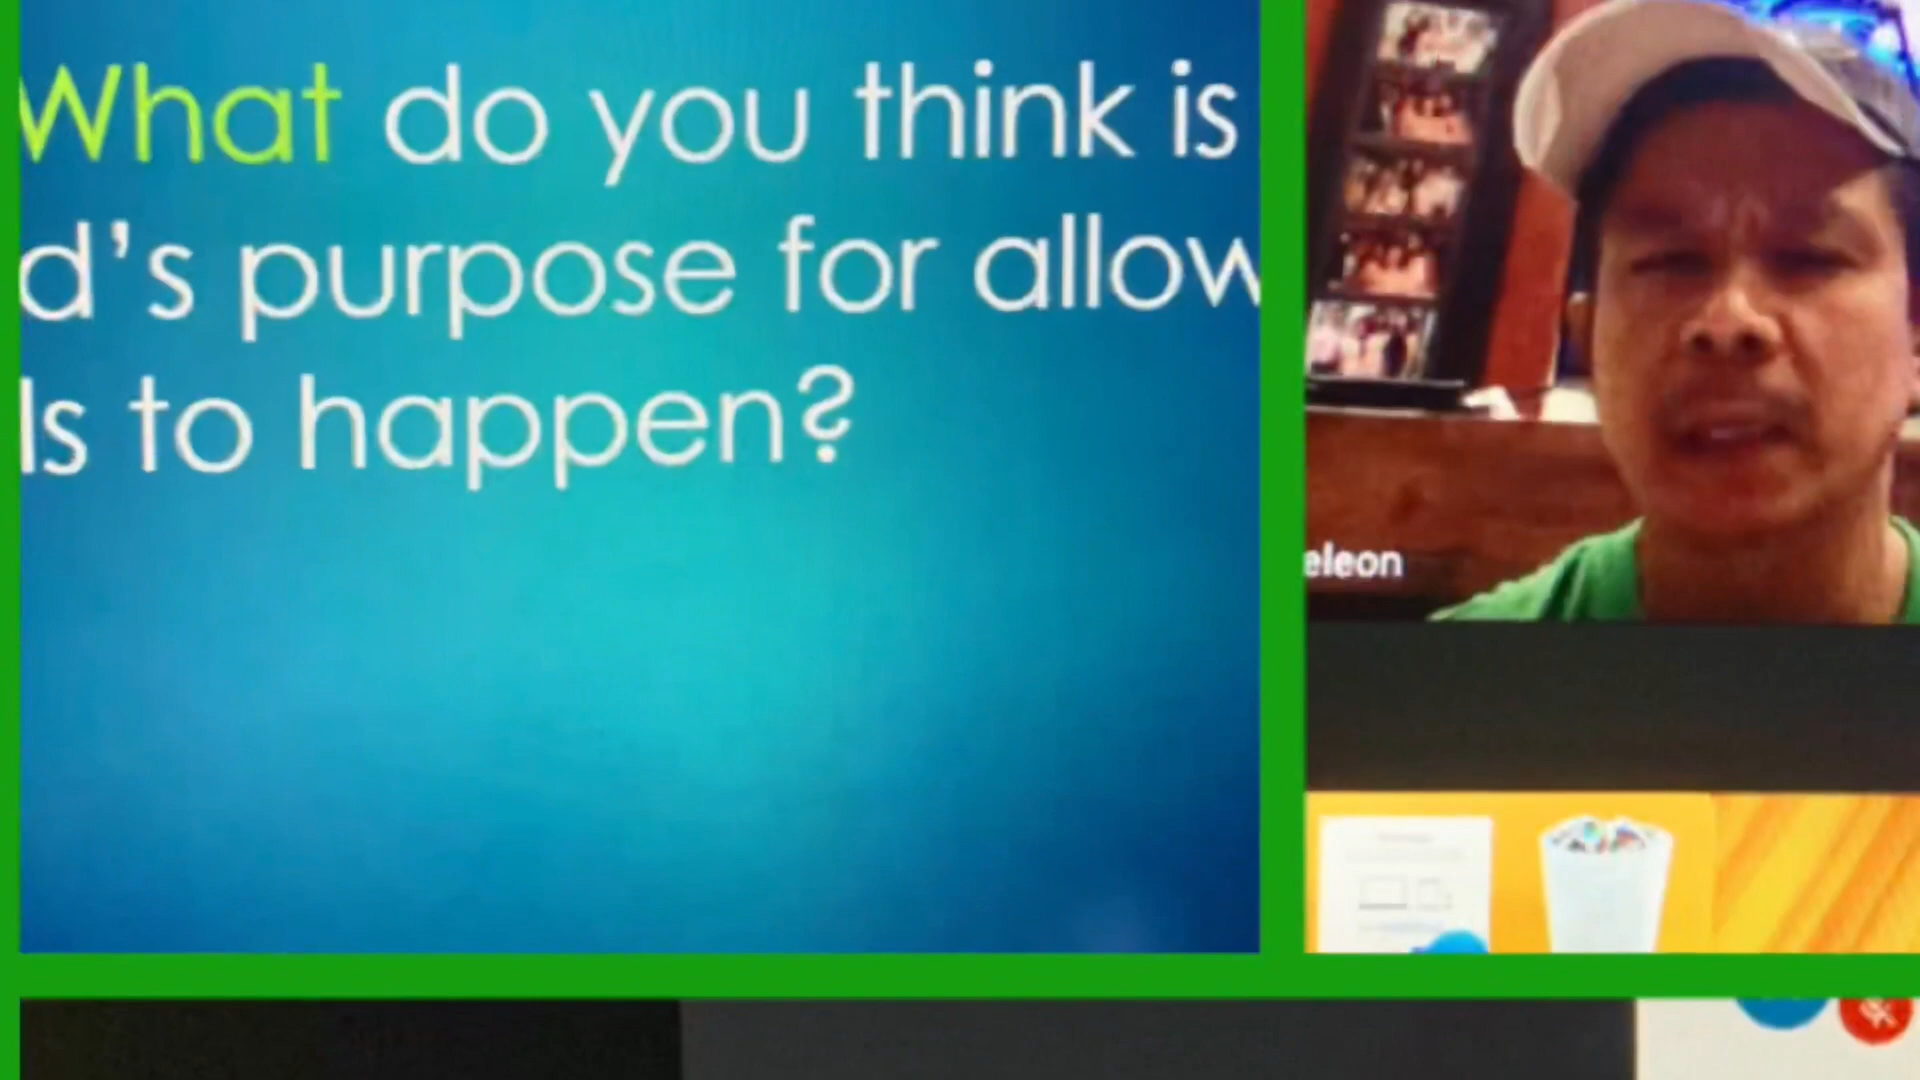 What do you think is
d's purpose for allow
ls to happen?
eleon